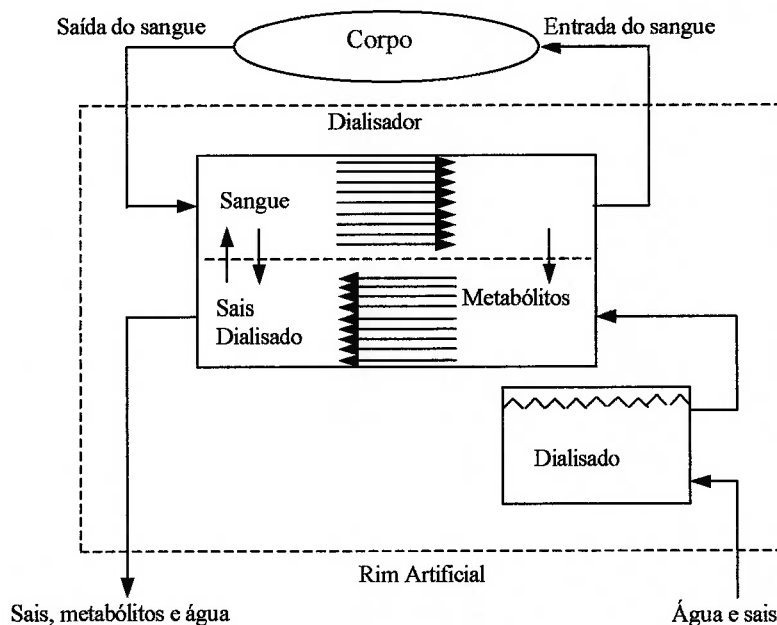 Saída do sangue
Corpo
Entrada do sangue
Dialisador
Sangue
Sais
Dialisado
Metabólitos
Dialisado
Rim Artificial
Sais, metabólitos e água
Água e sais